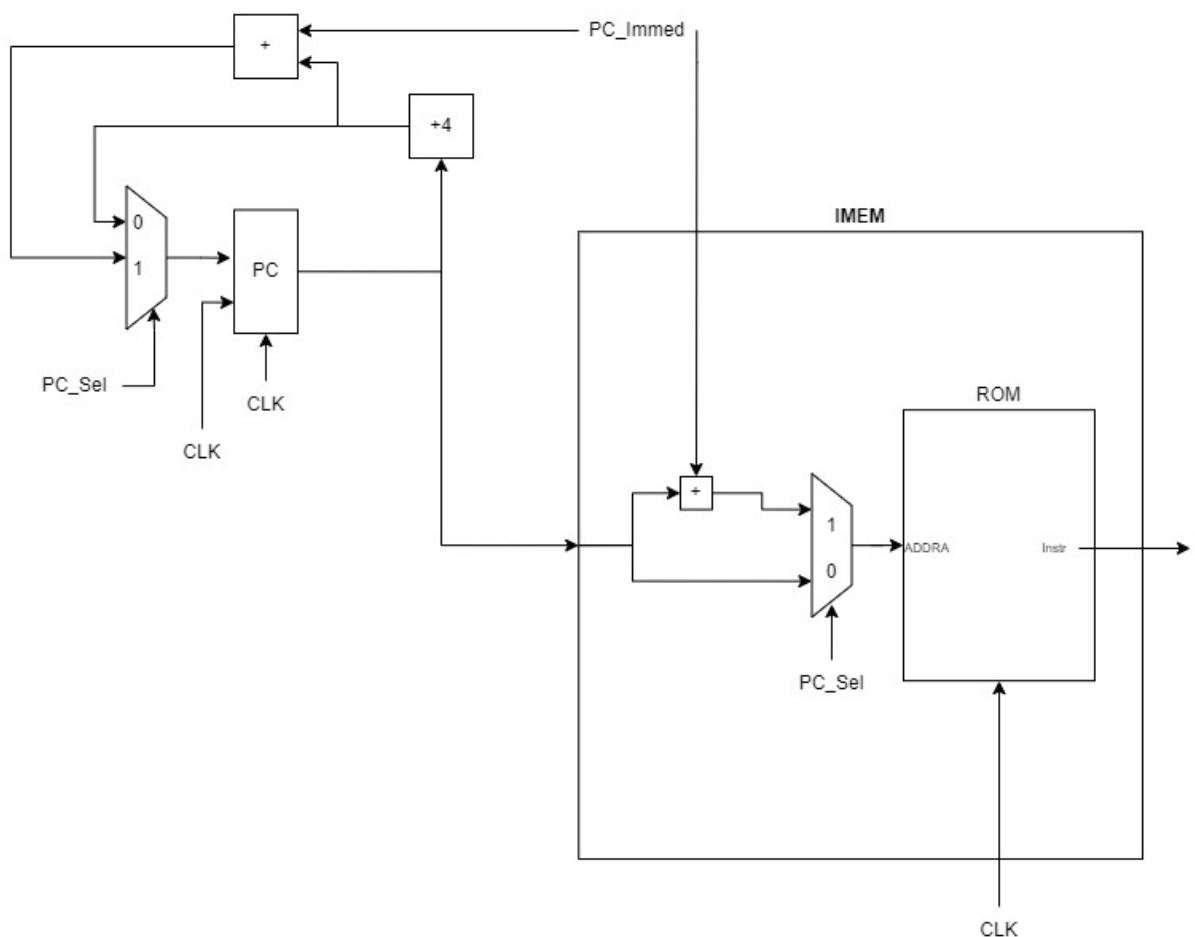 PC_Immed
+
+4
0
1
PC
IMEM
PC_Sel
CLK
CLK
ROM
+
1
0
ADDRA
Instr
PC_Sel
CLK